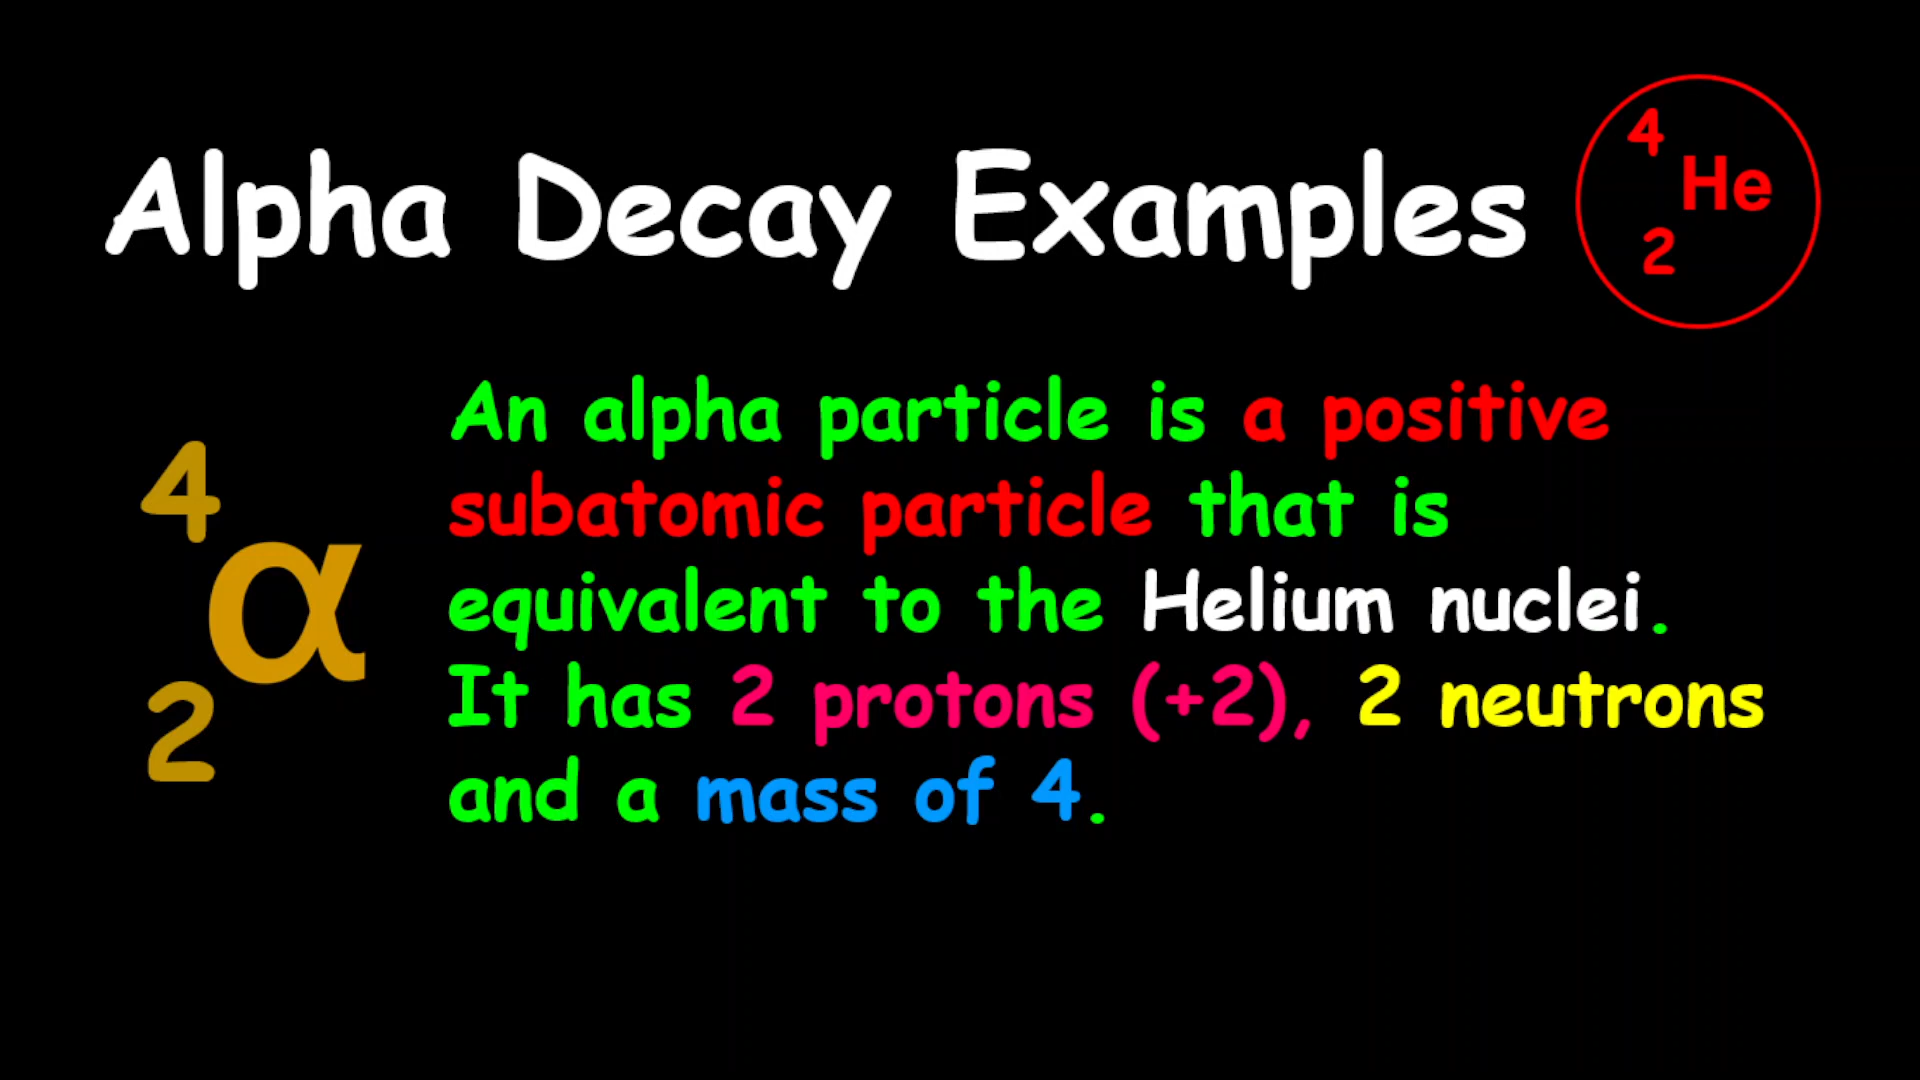 Alpha Decay Examples
4
He
2
4
α
2
An alpha particle is a positive
subatomic particle that is
equivalent to the Helium nuclei.
It has 2 protons (+2), 2 neutrons
and a mass of 4.